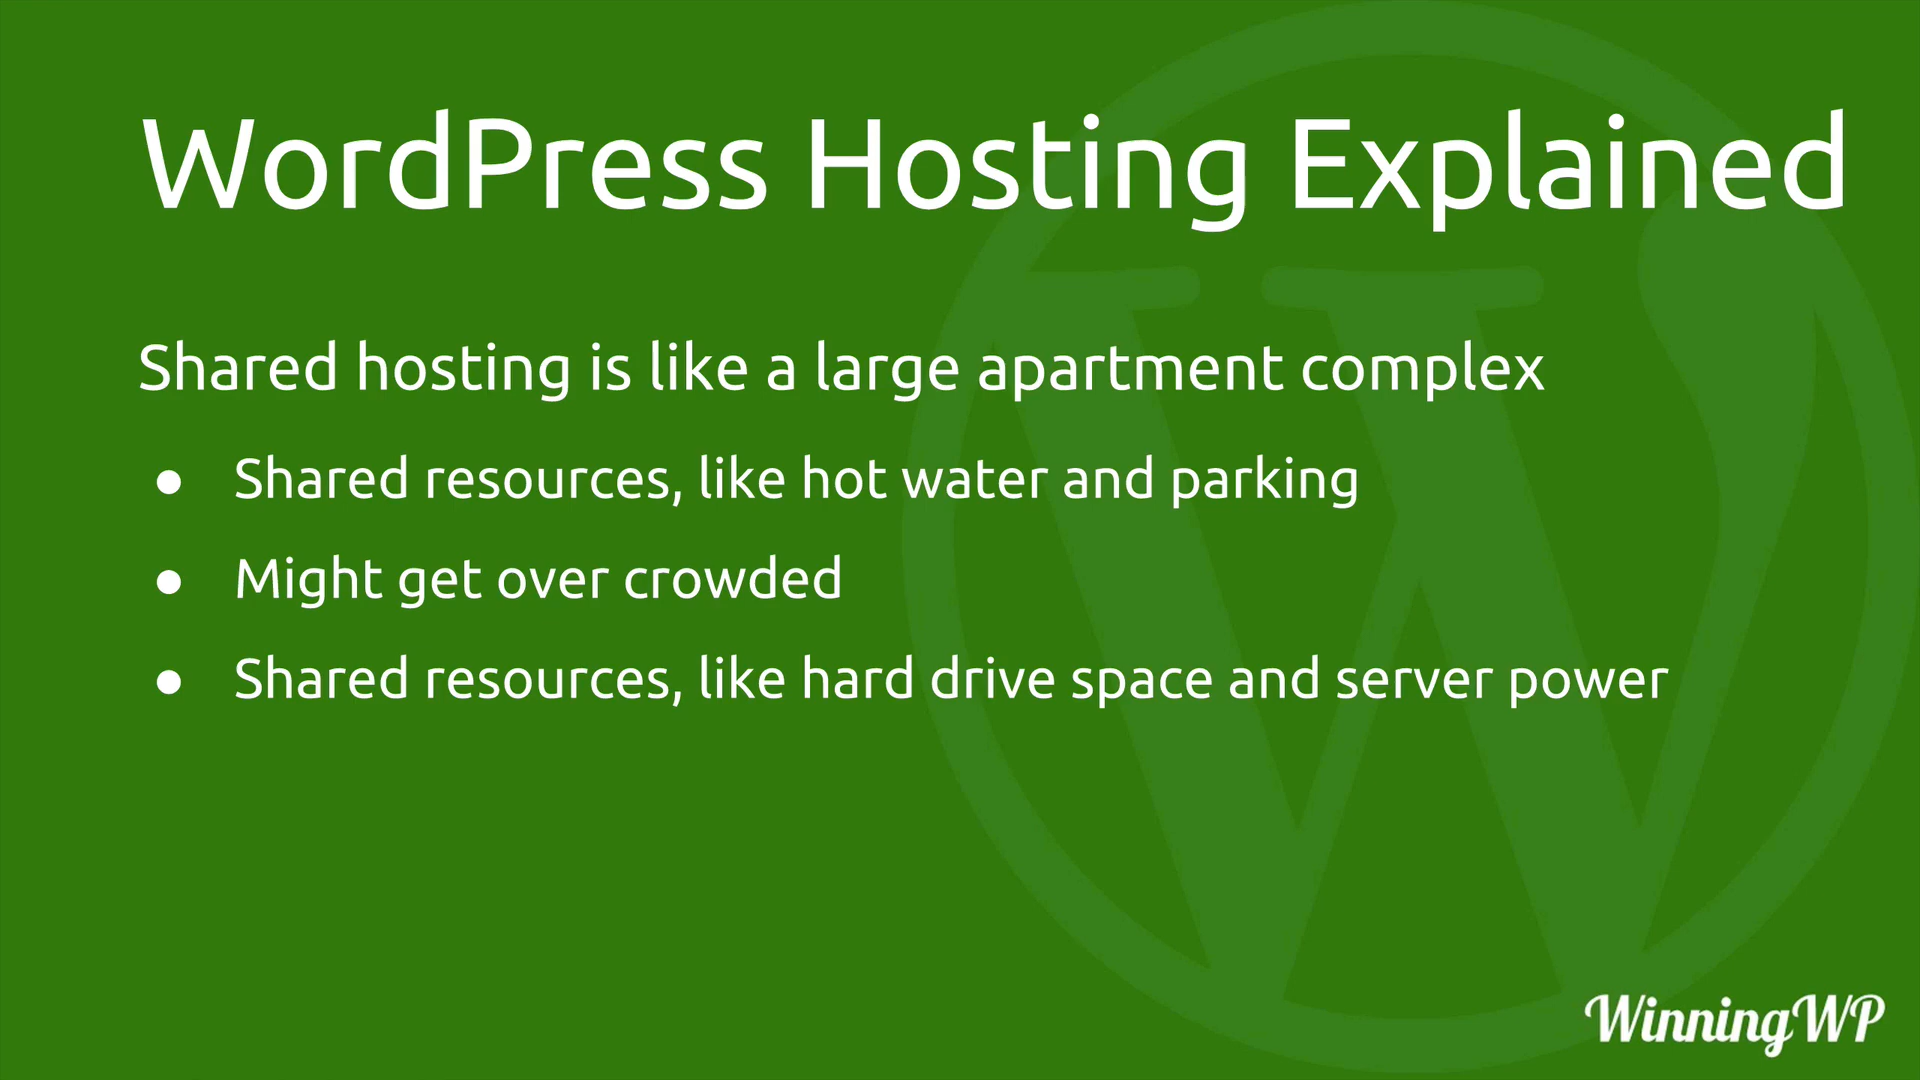 WordPress Hosting Explained
Shared hosting is like a large apartment complex
● Shared resources, like hot water and parking
● Might get over crowded
● Shared resources, like hard drive space and server power
WinningWP